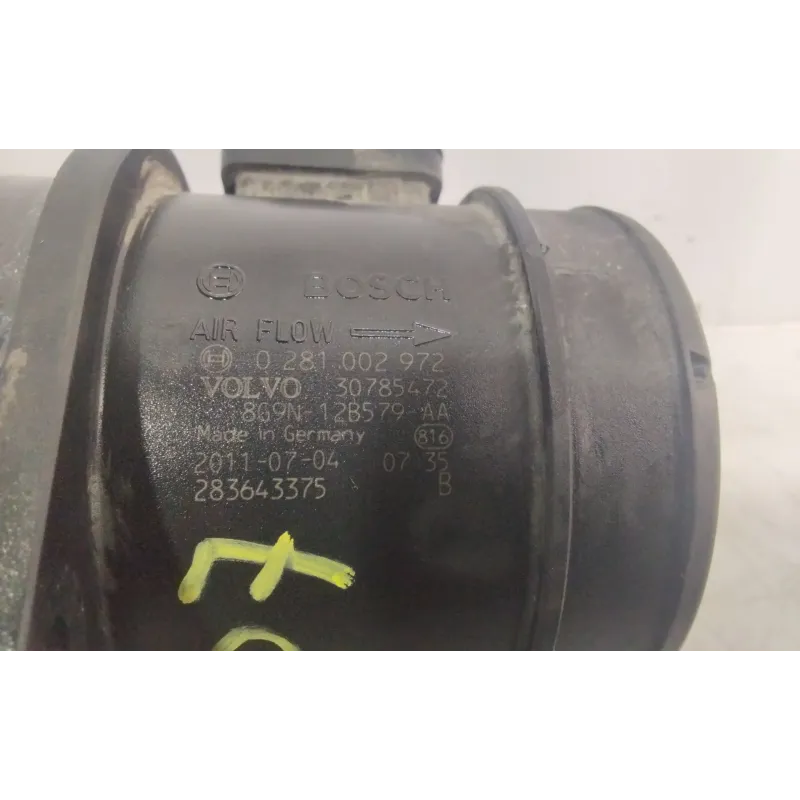 BOSCH
AIR FLOW
0 281 002 972
VOLVO 30785472
8G9N-12B579-AA
Made in Germany 816
2011-07-04 07 35
283643375 B